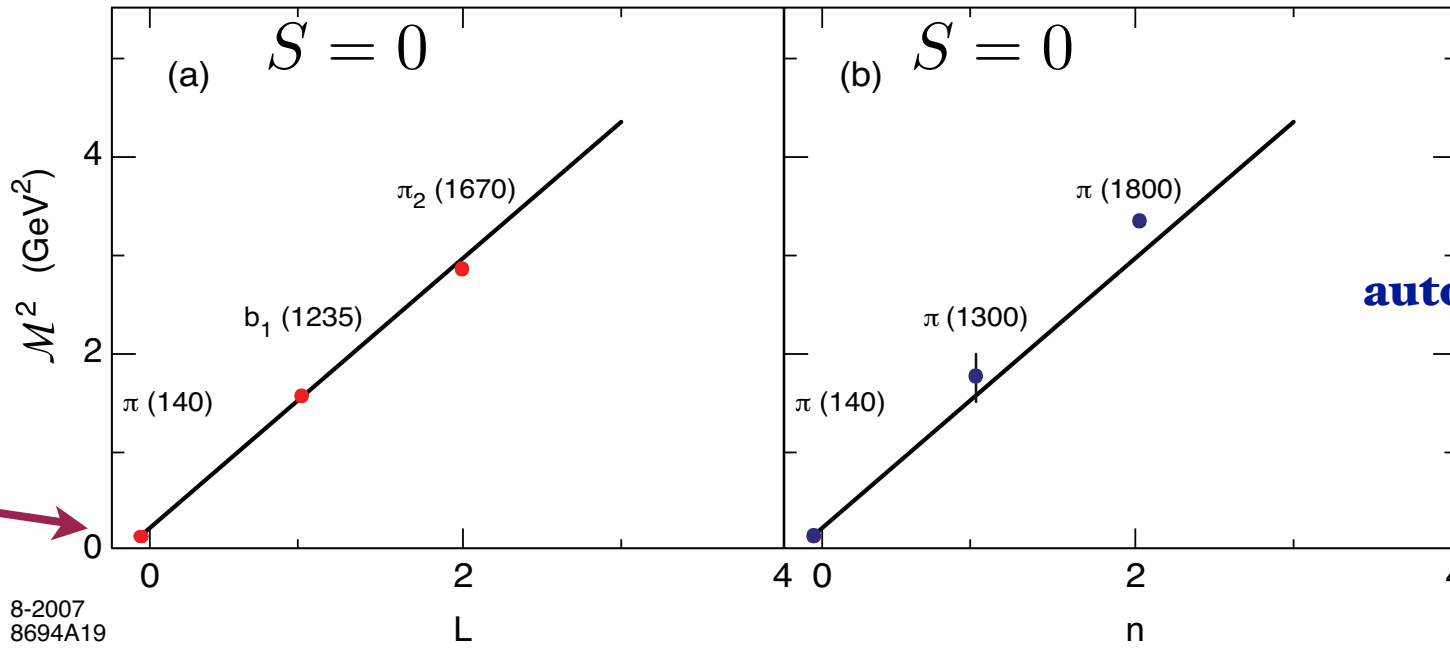 (a) S = 0
(b) S = 0
M² (GeV²)
4
2
0
π₂ (1670)
b₁ (1235)
π (140)
π (1800)
π (1300)
π (140)
0 2 4
0 2
L
n
8-2007
8694A19